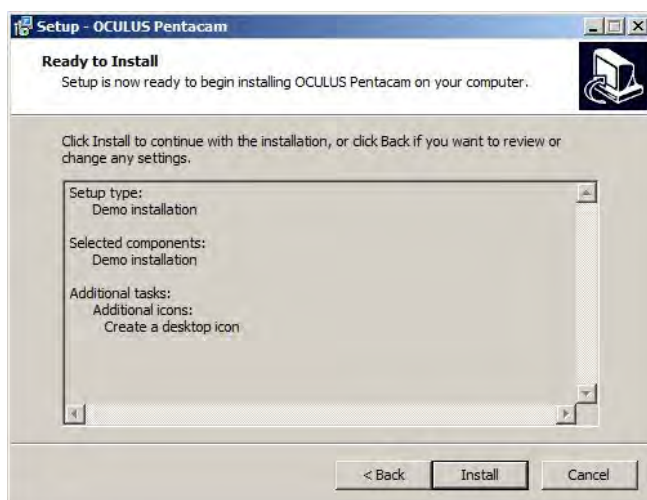 Setup - OCULUS Pentacam
Ready to Install
Setup is now ready to begin installing OCULUS Pentacam on your computer.
Click Install to continue with the installation, or click Back if you want to review or
change any settings.
Setup type:
Demo installation
Selected components:
Demo installation
Additional tasks:
Additional icons:
Create a desktop icon
< Back
Install
Cancel